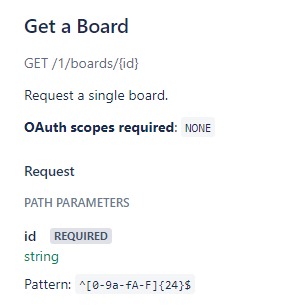 Get a Board
GET /1/boards/{id}
Request a single board.
OAuth scopes required: NONE
Request
PATH PARAMETERS
id REQUIRED
string
Pattern: ^[0-9a-fA-F]{24}$